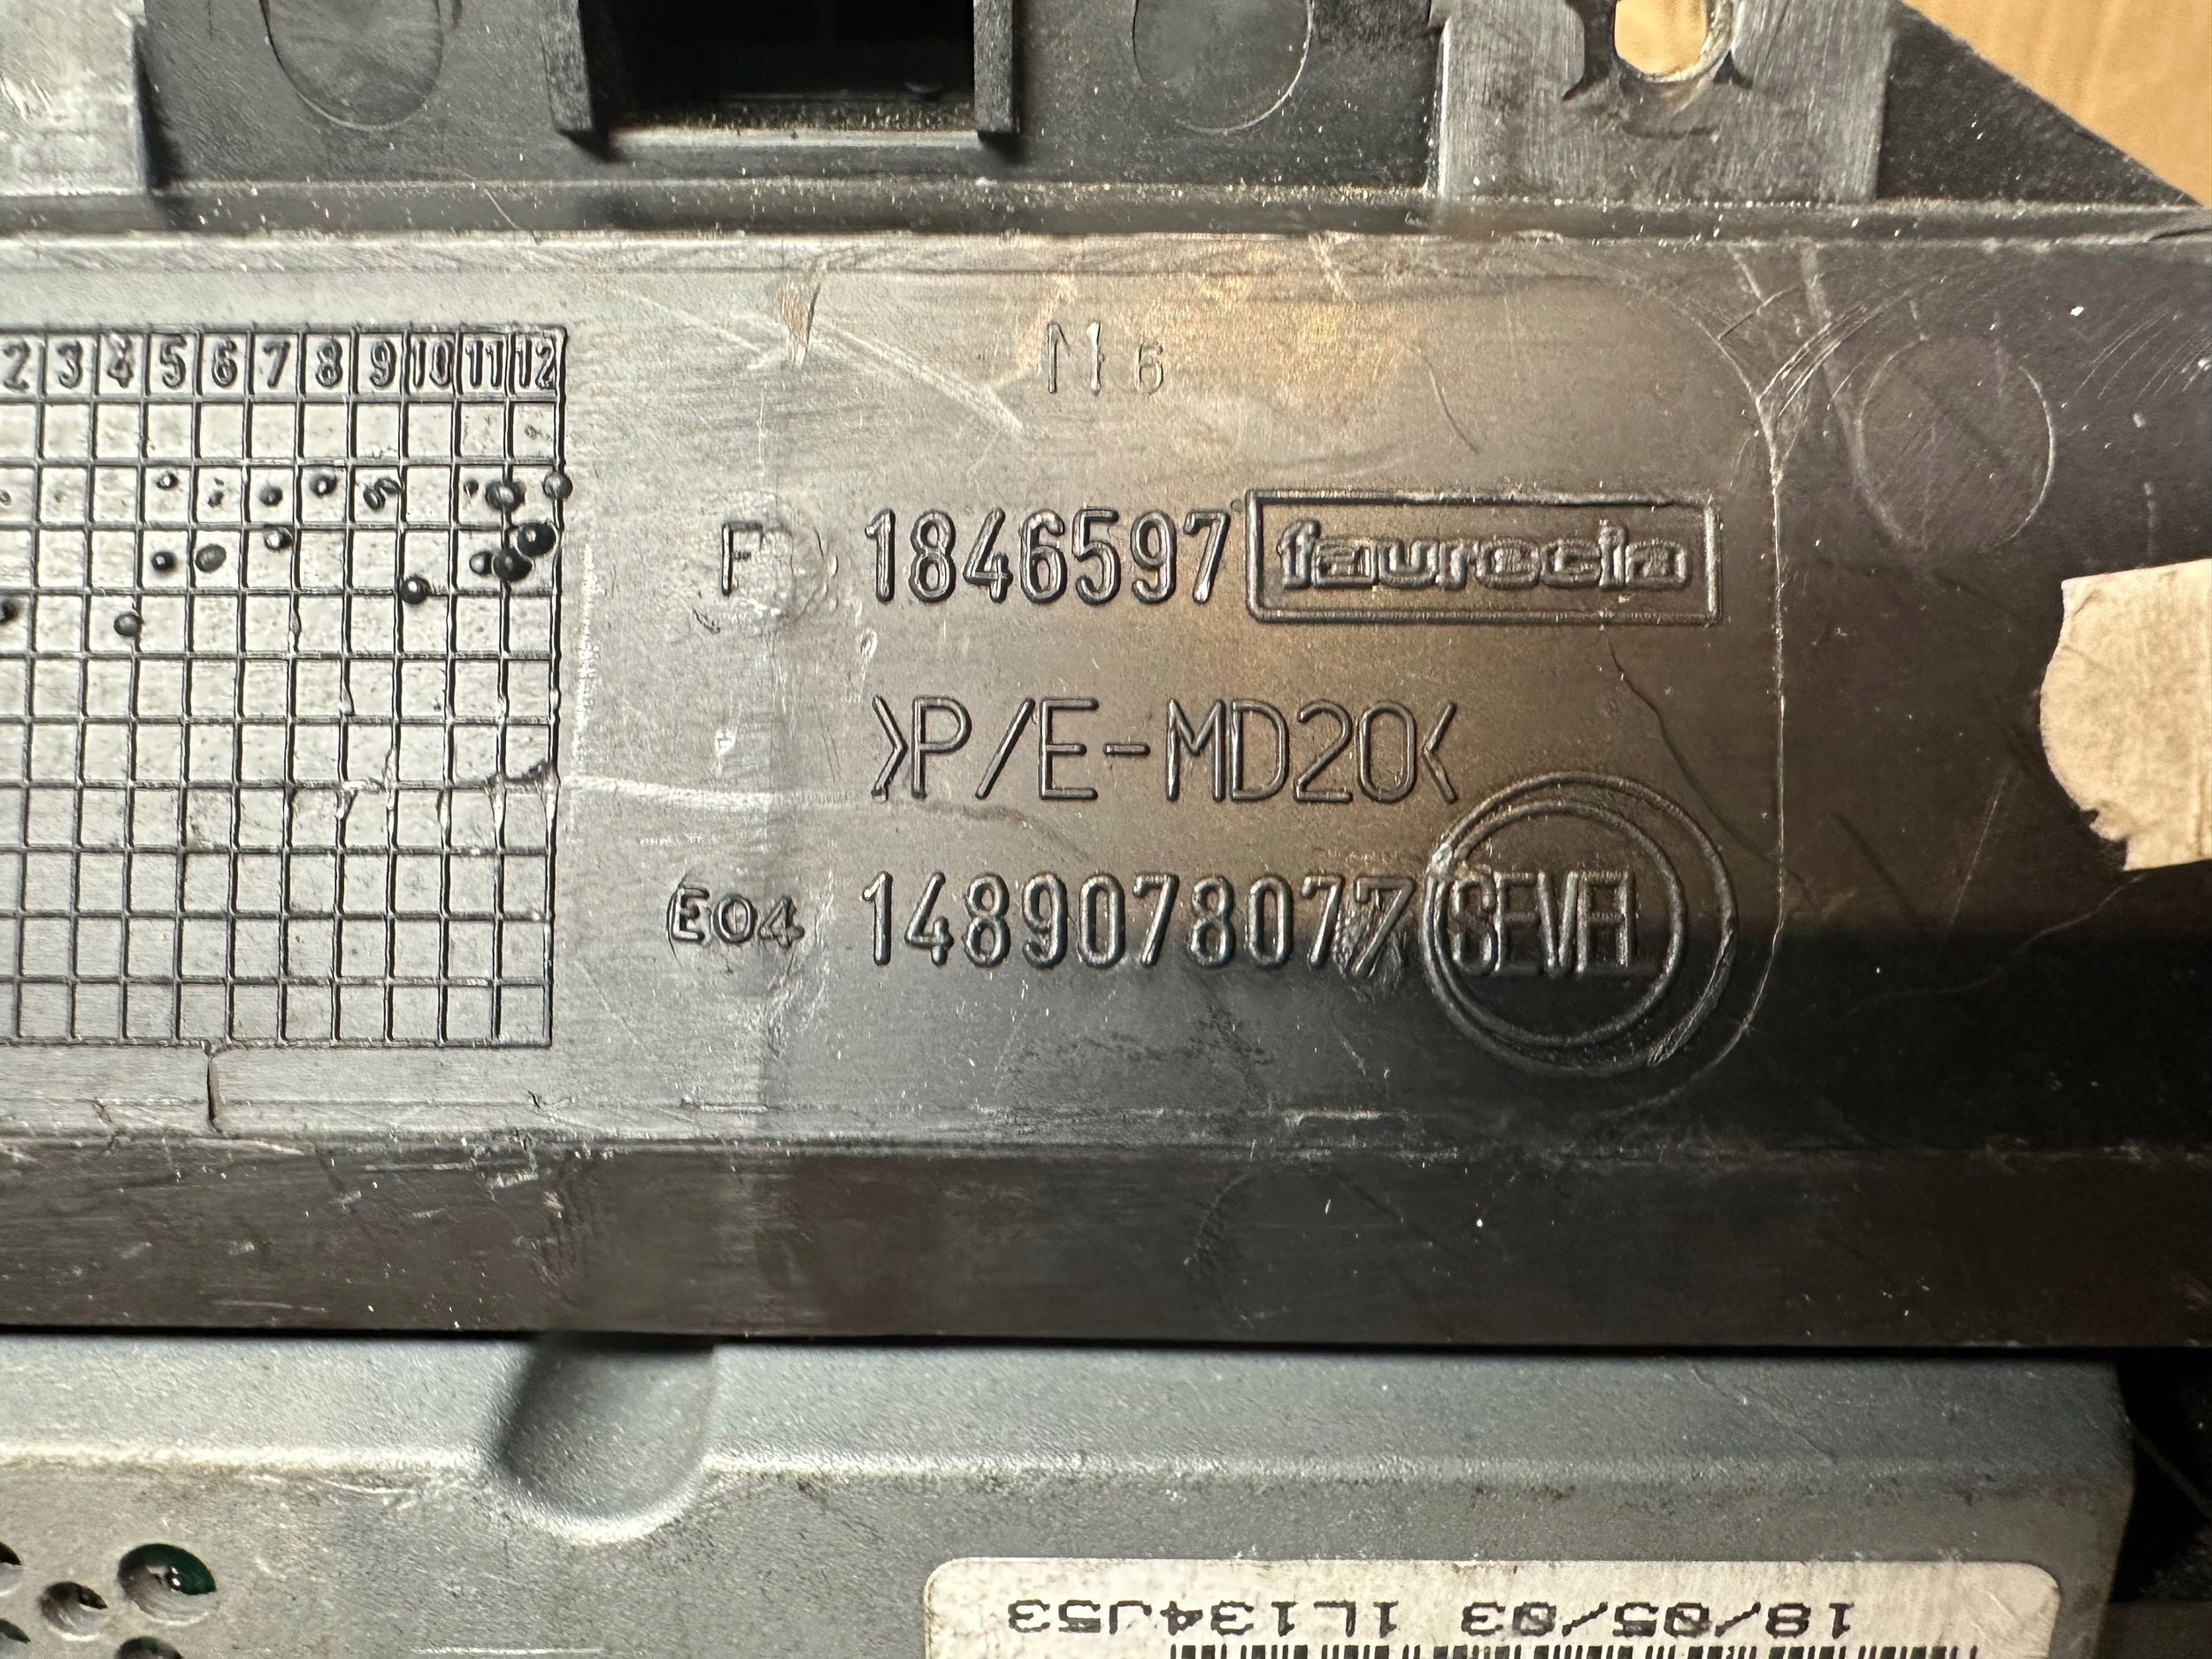 2 3 4 5 6 7 8 9 10 11 12
N 6
F 1846597 faurecia
>P/E-MD20<
E04 1489078077 SEVEL
18/05/03 1L134J53